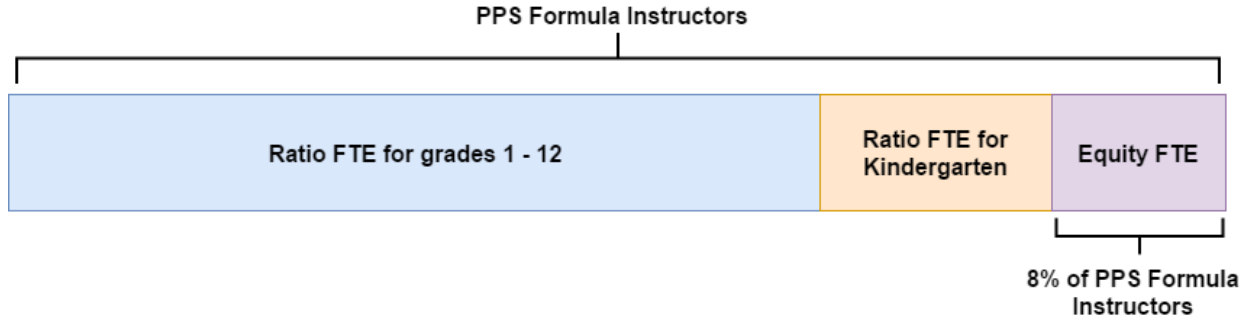 PPS Formula Instructors
Ratio FTE for grades 1 - 12
Ratio FTE for
Kindergarten
Equity FTE
8% of PPS Formula
Instructors